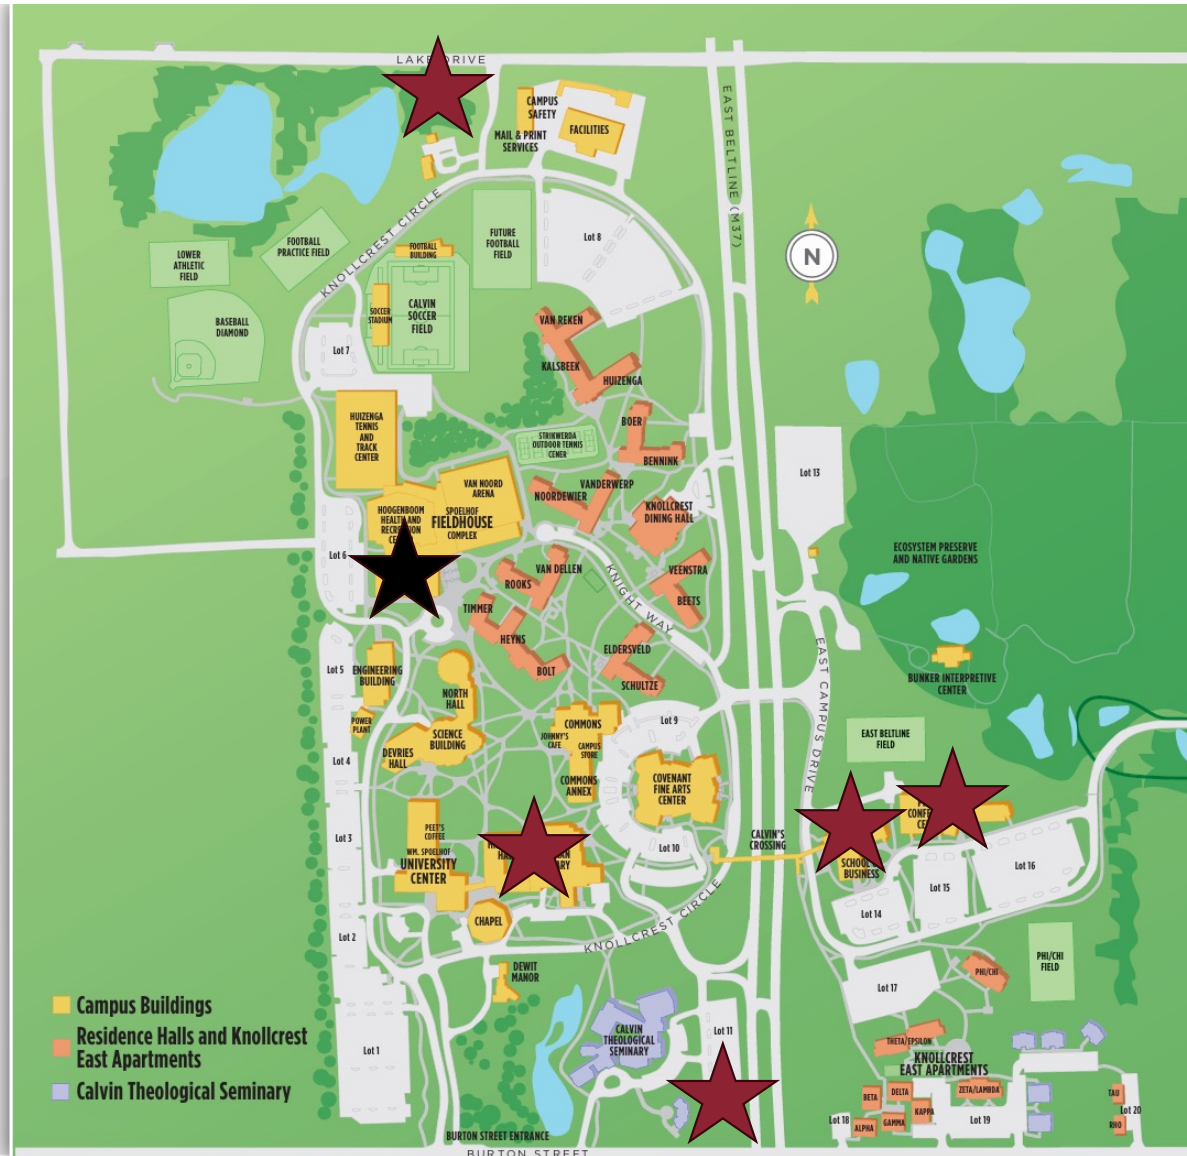 LAKE DRIVE
CAMPUS
SAFETY
FACILITIES
MAIL & PRINT
SERVICES
EAST BELTLINE (M37)
KNOLLCREST CIRCLE
FOOTBALL
PRACTICE FIELD
LOWER
ATHLETIC
FIELD
FOOTBALL
BUILDING
FUTURE
FOOTBALL
FIELD
Lot 8
N
BASEBALL
DIAMOND
SOCCER
STADIUM
CALVIN
SOCCER
FIELD
Lot 7
VAN REKEN
KALSBEEK
HUIZENGA
HUIZENGA
TENNIS
AND
TRACK
CENTER
BOER
BENNINK
STRIKWERDA
OUTDOOR TENNIS
CENER
Lot 13
VAN NOORD
ARENA
NOORDEWIER
VANDERWERP
HOOGENBOOM
HEALTH AND
SPOELHOF
FIELDHOUSE
COMPLEX
KNOLLCREST
DINING HALL
Lot 6
ECOSYSTEM PRESERVE
AND NATIVE GARDENS
VAN DELLEN
ROOKS
VEENSTRA
BEETS
KNIGHT WAY
TIMMER
HEYNS
BOLT
ELDERSVELD
SCHULTZE
Lot 5
ENGINEERING
BUILDING
EAST CAMPUS DRIVE
BUNKER INTERPRETIVE
CENTER
NORTH
HALL
POWER
PLANT
SCIENCE
BUILDING
DEVRIES
HALL
COMMONS
JOHNNY'S
CAFE
CAMPUS
STORE
COMMONS
ANNEX
Lot 9
EAST BELTLINE
FIELD
Lot 4
COVENANT
FINE ARTS
CENTER
Lot 3
PEET'S
COFFEE
WM. SPOELHOF
UNIVERSITY
CENTER
CALVIN'S
CROSSING
Lot 10
SCHOOL
BUSINESS
Lot 16
Lot 15
Lot 14
CHAPEL
Lot 2
KNOLLCREST CIRCLE
DEWIT
MANOR
PHI/CHI
PHI/CHI
FIELD
Lot 17
Campus Buildings
Residence Halls and Knollcrest
East Apartments
Calvin Theological Seminary
Lot 1
CALVIN
THEOLOGICAL
SEMINARY
Lot 11
THETA/EPSILON
KNOLLCREST
EAST APARTMENTS
BETA
DELTA
ZETA/LAMBDA
KAPPA
GAMMA
ALPHA
Lot 18
Lot 19
TAU
Lot 20
RHO
BURTON STREET ENTRANCE
BURTON STREET